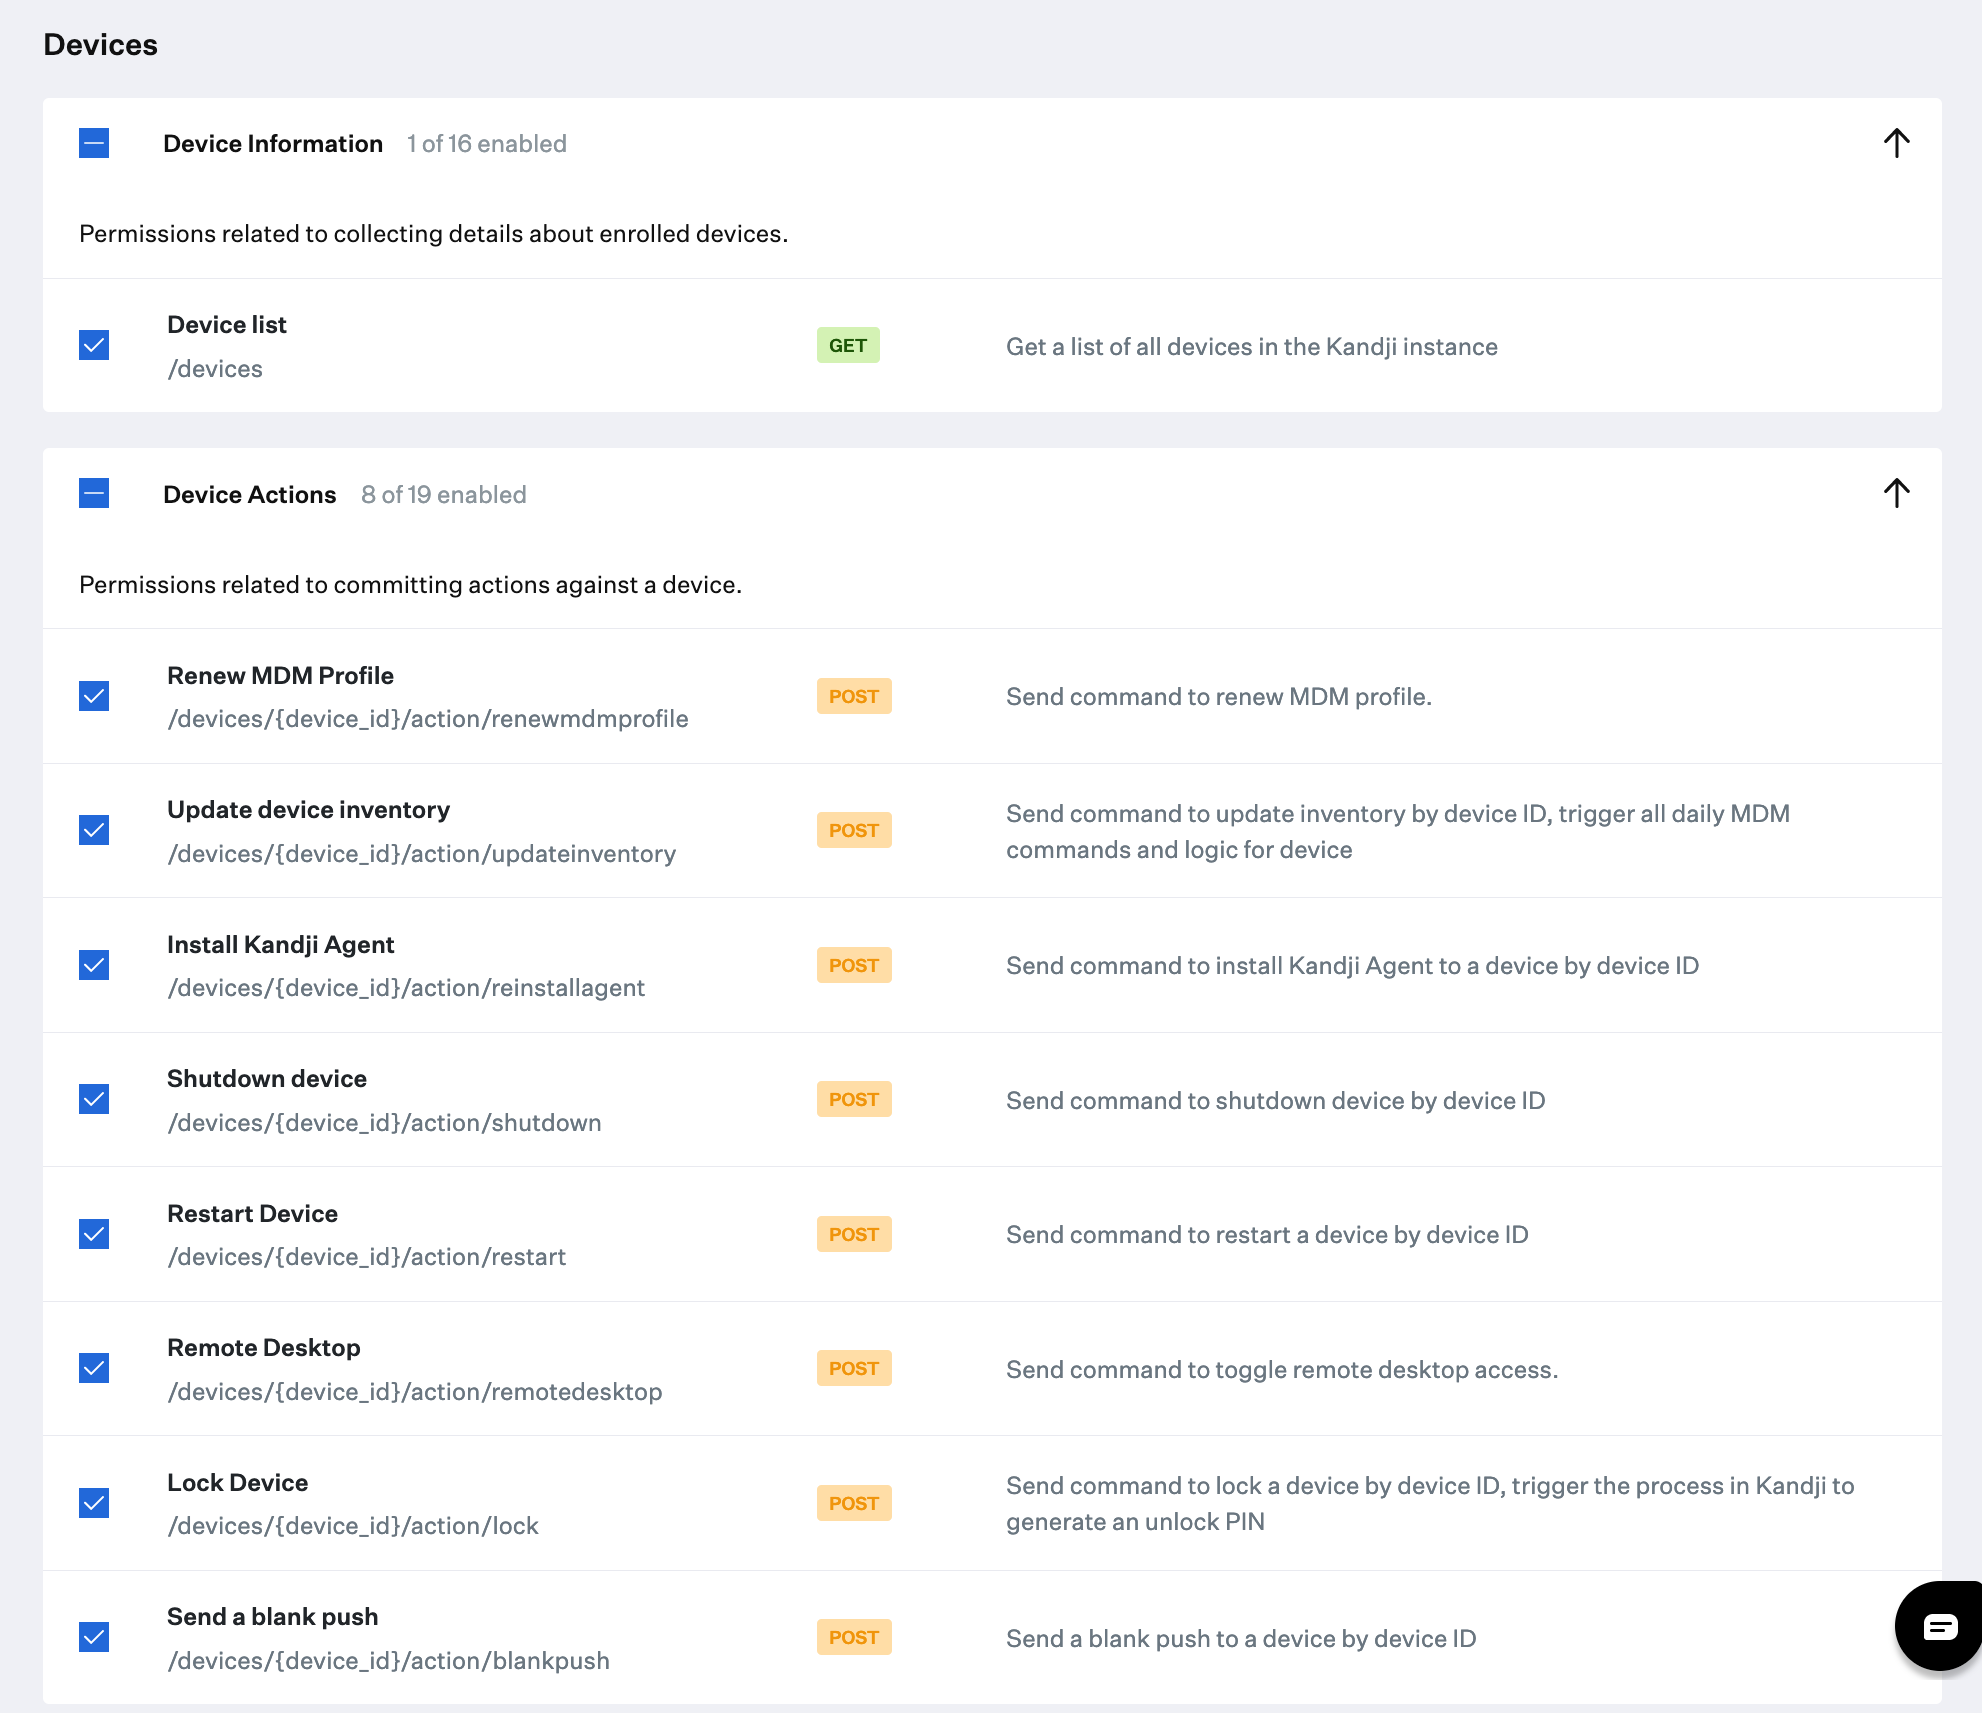 Devices
Device Information 1 of 16 enabled
Permissions related to collecting details about enrolled devices.
Device list
/devices
GET
Get a list of all devices in the Kandji instance
Device Actions 8 of 19 enabled
Permissions related to committing actions against a device.
Renew MDM Profile
/devices/{device_id}/action/renewmdmprofile
POST
Send command to renew MDM profile.
Update device inventory
/devices/{device_id}/action/updateinventory
POST
Send command to update inventory by device ID, trigger all daily MDM
commands and logic for device
Install Kandji Agent
/devices/{device_id}/action/reinstallagent
POST
Send command to install Kandji Agent to a device by device ID
Shutdown device
/devices/{device_id}/action/shutdown
POST
Send command to shutdown device by device ID
Restart Device
/devices/{device_id}/action/restart
POST
Send command to restart a device by device ID
Remote Desktop
/devices/{device_id}/action/remotedesktop
POST
Send command to toggle remote desktop access.
Lock Device
/devices/{device_id}/action/lock
POST
Send command to lock a device by device ID, trigger the process in Kandji to
generate an unlock PIN
Send a blank push
/devices/{device_id}/action/blankpush
POST
Send a blank push to a device by device ID